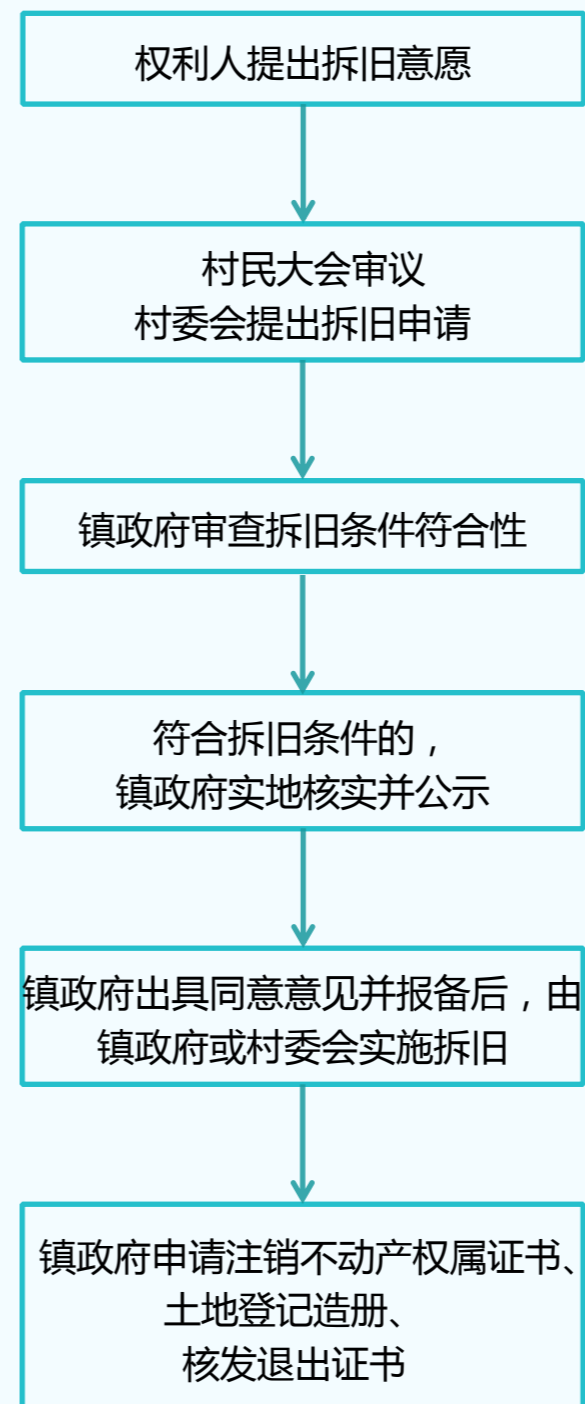 权利人提出拆旧意愿
村民大会审议
村委会提出拆旧申请
镇政府审查拆旧条件符合性
符合拆旧条件的，
镇政府实地核实并公示
镇政府出具同意意见并报备后，由
镇政府或村委会实施拆旧
镇政府申请注销不动产权属证书、
土地登记造册、
核发退出证书